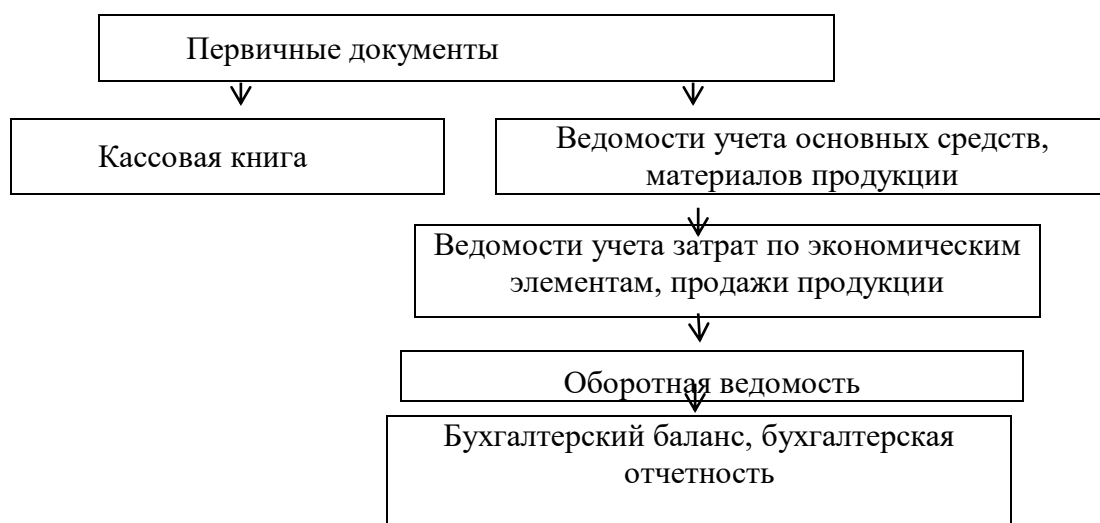 Первичные документы
Кассовая книга
Ведомости учета основных средств,
материалов продукции
Ведомости учета затрат по экономическим
элементам, продажи продукции
Оборотная ведомость
Бухгалтерский баланс, бухгалтерская
отчетность